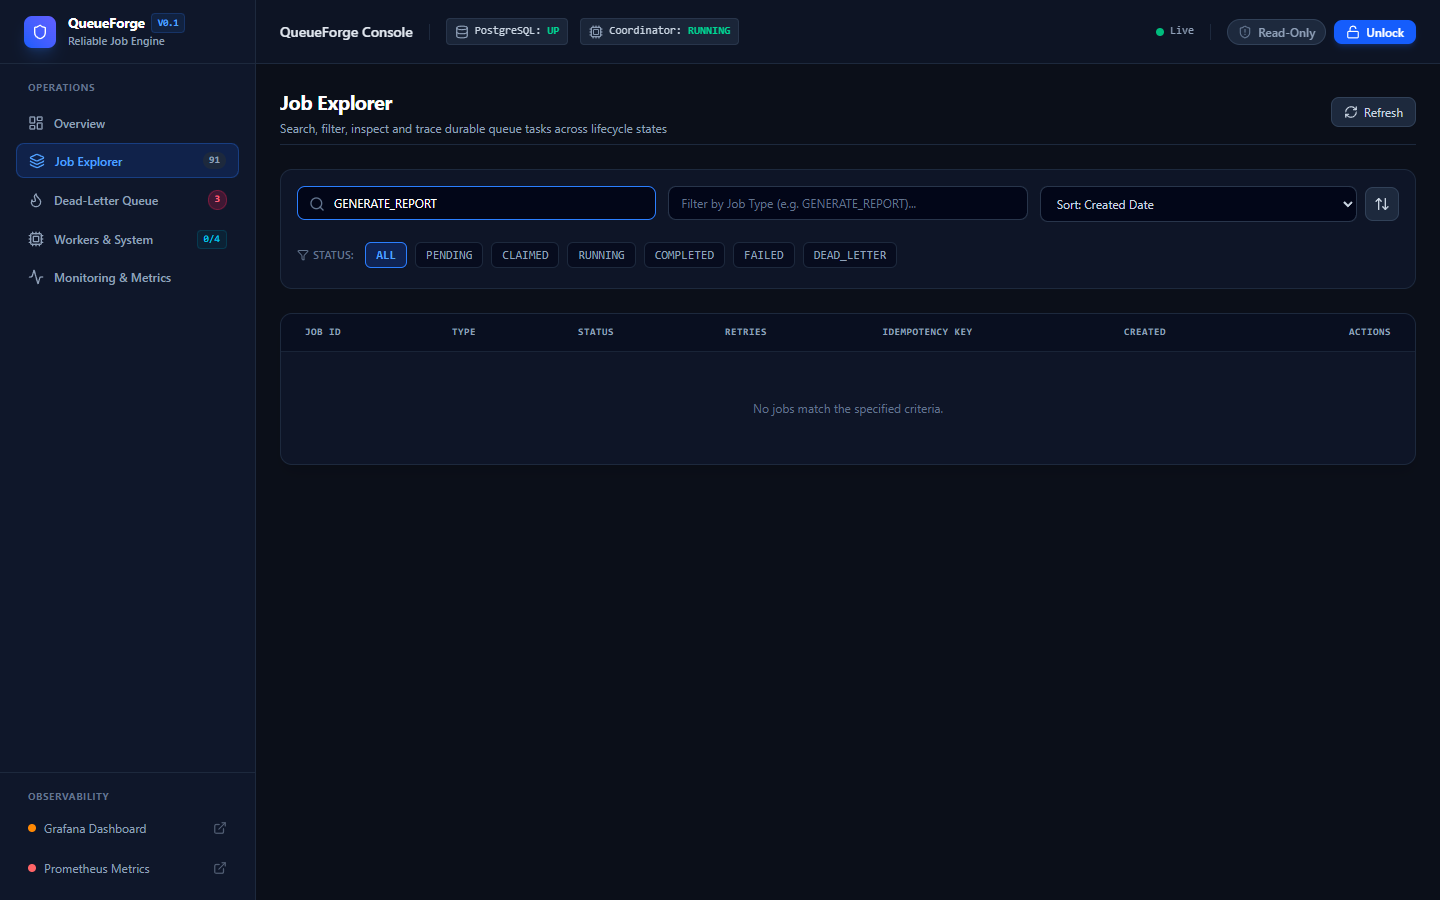 QueueForge V0.1
Reliable Job Engine
QueueForge Console
PostgreSQL: UP
Coordinator: RUNNING
Live
Read-Only
Unlock
OPERATIONS
Overview
Job Explorer 91
Dead-Letter Queue 3
Workers & System 0/4
Monitoring & Metrics
Job Explorer
Search, filter, inspect and trace durable queue tasks across lifecycle states
Refresh
GENERATE_REPORT
Filter by Job Type (e.g. GENERATE_REPORT)...
Sort: Created Date
STATUS: ALL PENDING CLAIMED RUNNING COMPLETED FAILED DEAD_LETTER
JOB ID TYPE STATUS RETRIES IDEMPOTENCY KEY CREATED ACTIONS
No jobs match the specified criteria.
OBSERVABILITY
Grafana Dashboard
Prometheus Metrics